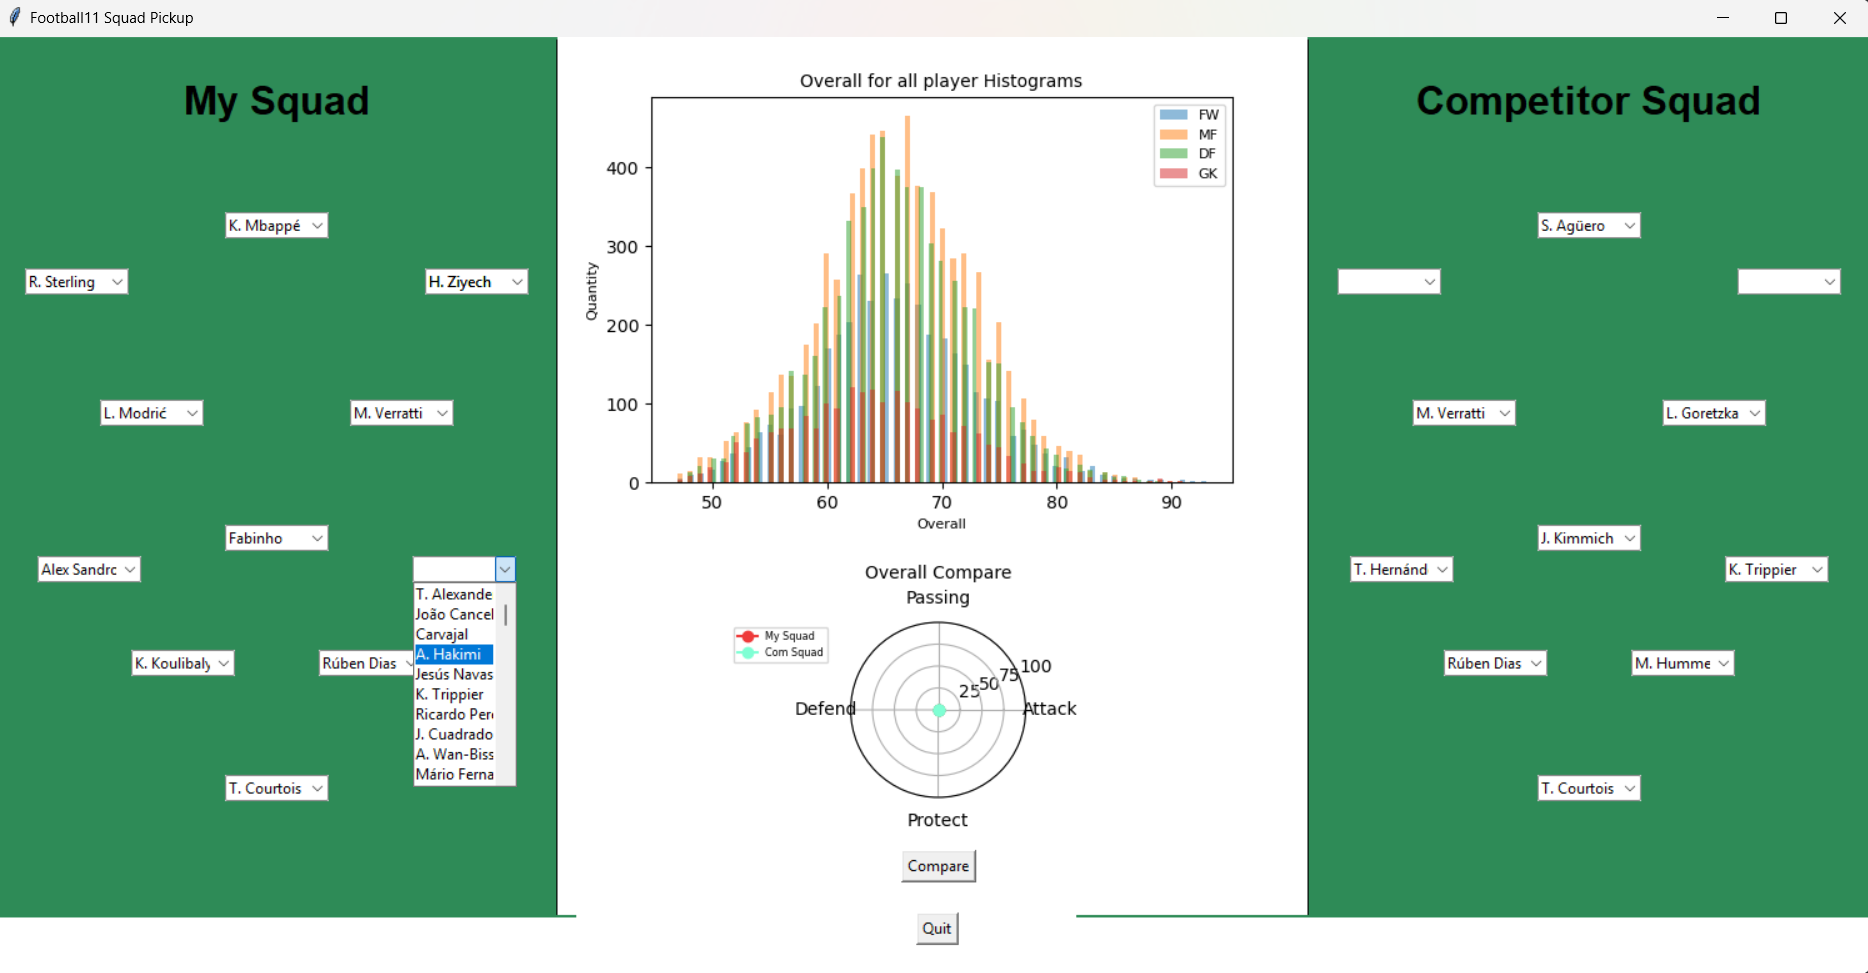 Football11 Squad Pickup
My Squad
K. Mbappé
R. Sterling
H. Ziyech
L. Modrić
M. Verratti
Fabinho
Alex Sandrc
T. Alexande
João Cancel
Carvajal
A. Hakimi
Jesús Navas
K. Trippier
Ricardo Per
J. Cuadrado
A. Wan-Biss
Mário Ferna
K. Koulibaly
Rúben Dias
T. Courtois
Overall for all player Histograms
FW
MF
DF
GK
Quantity
400
300
200
100
0
50 60 70 80 90
Overall
Overall Compare
Passing
My Squad
Com Squad
100
75
50
25
Defend
Attack
Protect
Compare
Quit
Competitor Squad
S. Agüero
M. Verratti
L. Goretzka
J. Kimmich
T. Hernánd
K. Trippier
Rúben Dias
M. Humme
T. Courtois